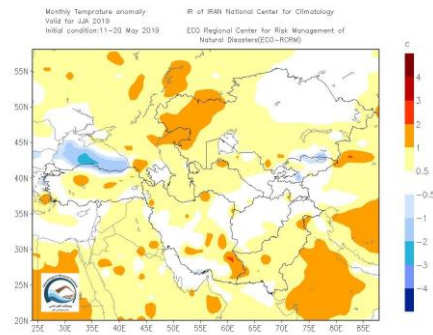 Monthly Temprature anomaly
IR of IRAN National Center for Climatology
Valid for JJA 2019
Initial condition:11-20 May 2019
ECO Regional Center for Risk Management of
Natural Disasters(ECO-RCRM)
C
55N
50N
45N
40N
35N
30N
25N
20N
25E 30E 35E 40E 45E 50E 55E 60E 65E 70E 75E 80E 85E
4
3
2
1
0.5
-0.5
-1
-2
-3
-4